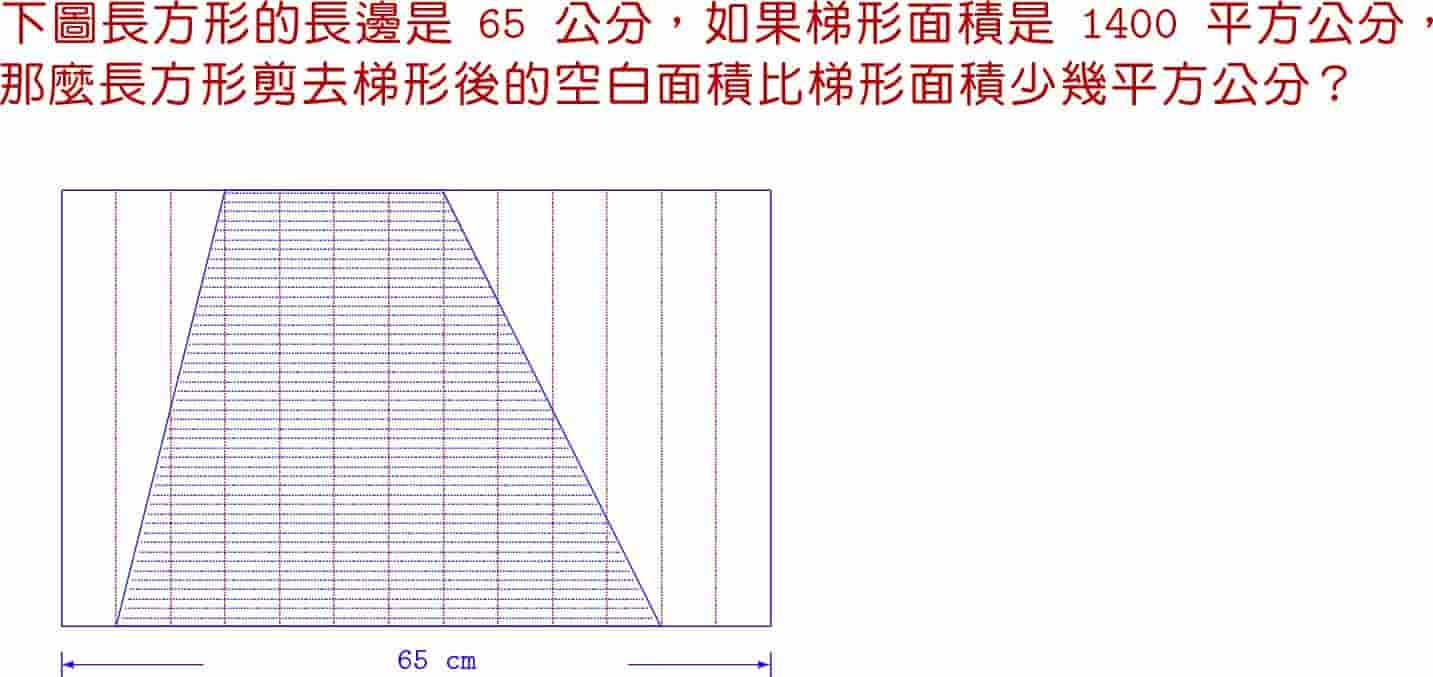 下圖長方形的長邊是 65 公分，如果梯形面積是 1400 平方公分，
那麼長方形剪去梯形後的空白面積比梯形面積少幾平方公分？
65 cm